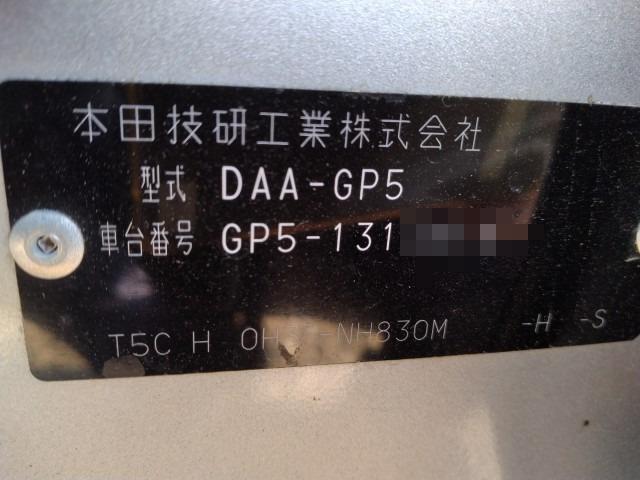 本田技研工業株式会社
型式 DAA-GP5
車台番号 GP5-131
T5C H 0H -NH830M -H -S